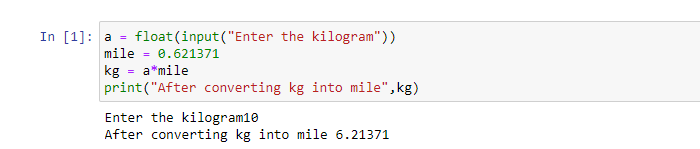 In [1]: a = float(input("Enter the kilogram"))
mile = 0.621371
kg = a*mile
print("After converting kg into mile",kg)
Enter the kilogram10
After converting kg into mile 6.21371